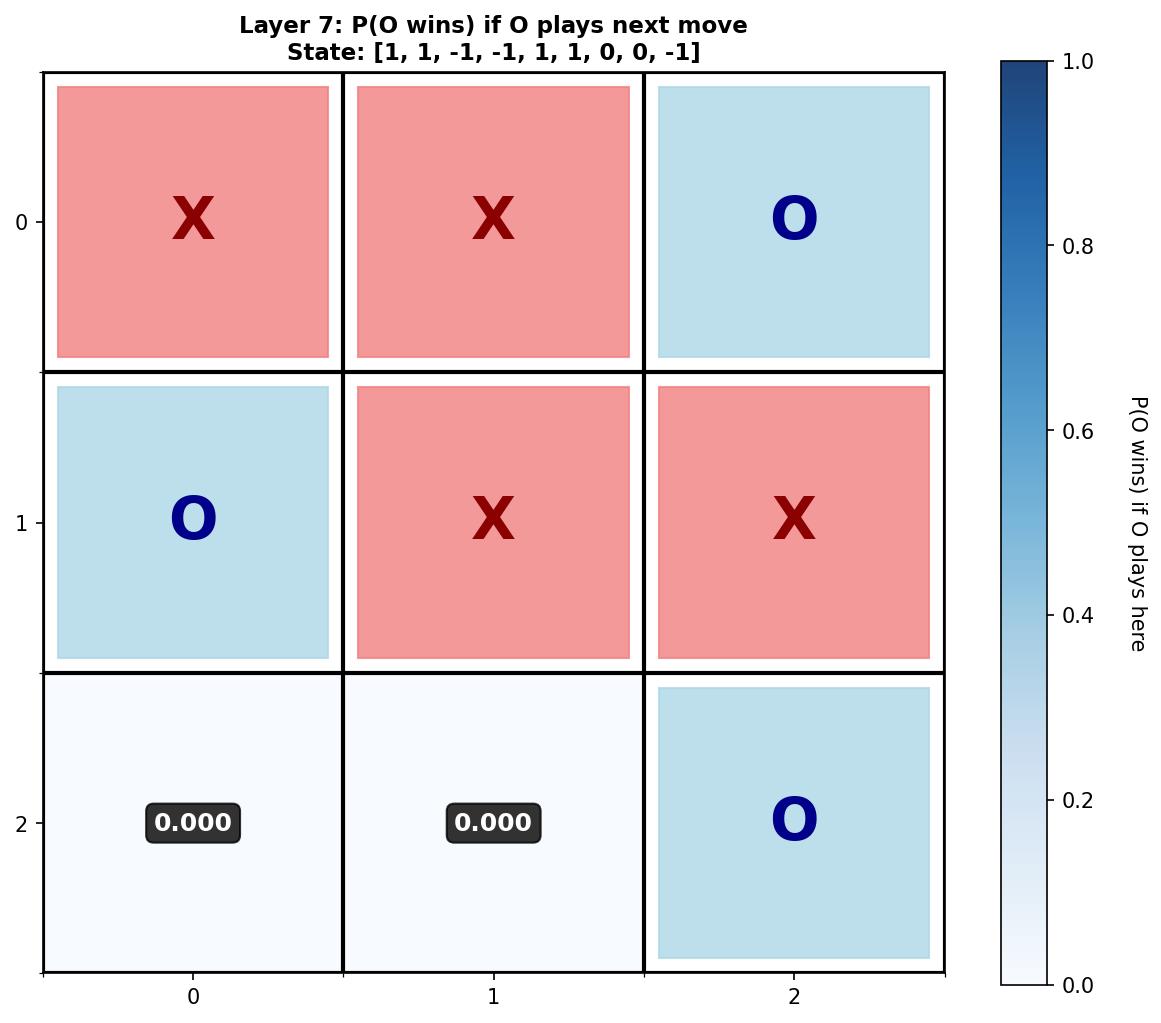 Layer 7: P(O wins) if O plays next move
State: [1, 1, -1, -1, 1, 1, 0, 0, -1]
X X O
O X X
0.000 0.000 O
0
1
2
0 1 2
1.0
0.8
0.6
0.4
0.2
0.0
P(O wins) if O plays here